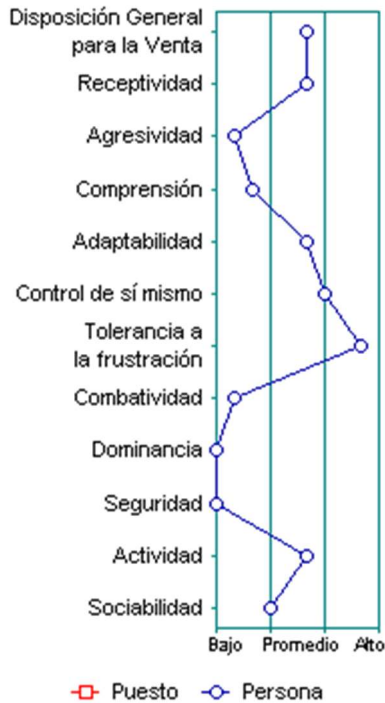 Disposición General
para la Venta
Receptividad
Agresividad
Comprensión
Adaptabilidad
Control de sí mismo
Tolerancia a
la frustración
Combatividad
Dominancia
Seguridad
Actividad
Sociabilidad
Bajo Promedio Alto
Puesto Persona